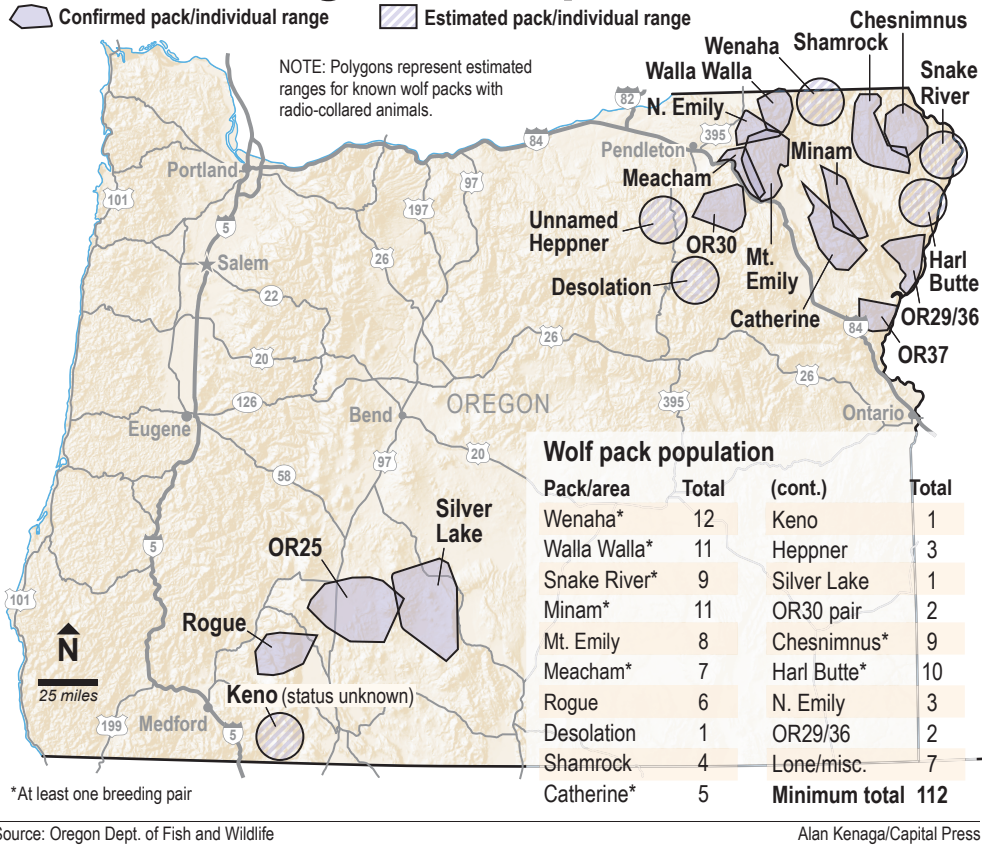 Confirmed pack/individual range
Estimated pack/individual range
NOTE: Polygons represent estimated
ranges for known wolf packs with
radio-collared animals.
Chesnimnus
Shamrock
Wenaha
Walla Walla
Snake
River
N. Emily
82
395
84
Pendleton
Minam
Meacham
Portland
101
97
197
5
Unnamed
Heppner
OR30
Mt.
Emily
Harl
Butte
Salem
26
22
Desolation
Catherine
84
OR29/36
OR37
20
26
26
126
Bend
OREGON
395
Ontario
Eugene
97
20
58
Silver
Lake
OR25
5
101
Rogue
N
25 miles
Keno (status unknown)
199
Medford
5
Wolf pack population
Pack/area Total
Wenaha* 12
Walla Walla* 11
Snake River* 9
Minam* 11
Mt. Emily 8
Meacham* 7
Rogue 6
Desolation 1
Shamrock 4
Catherine* 5
(cont.) Total
Keno 1
Heppner 3
Silver Lake 1
OR30 pair 2
Chesnimnus* 9
Harl Butte* 10
N. Emily 3
OR29/36 2
Lone/misc. 7
Minimum total 112
*At least one breeding pair
Source: Oregon Dept. of Fish and Wildlife
Alan Kenaga/Capital Press